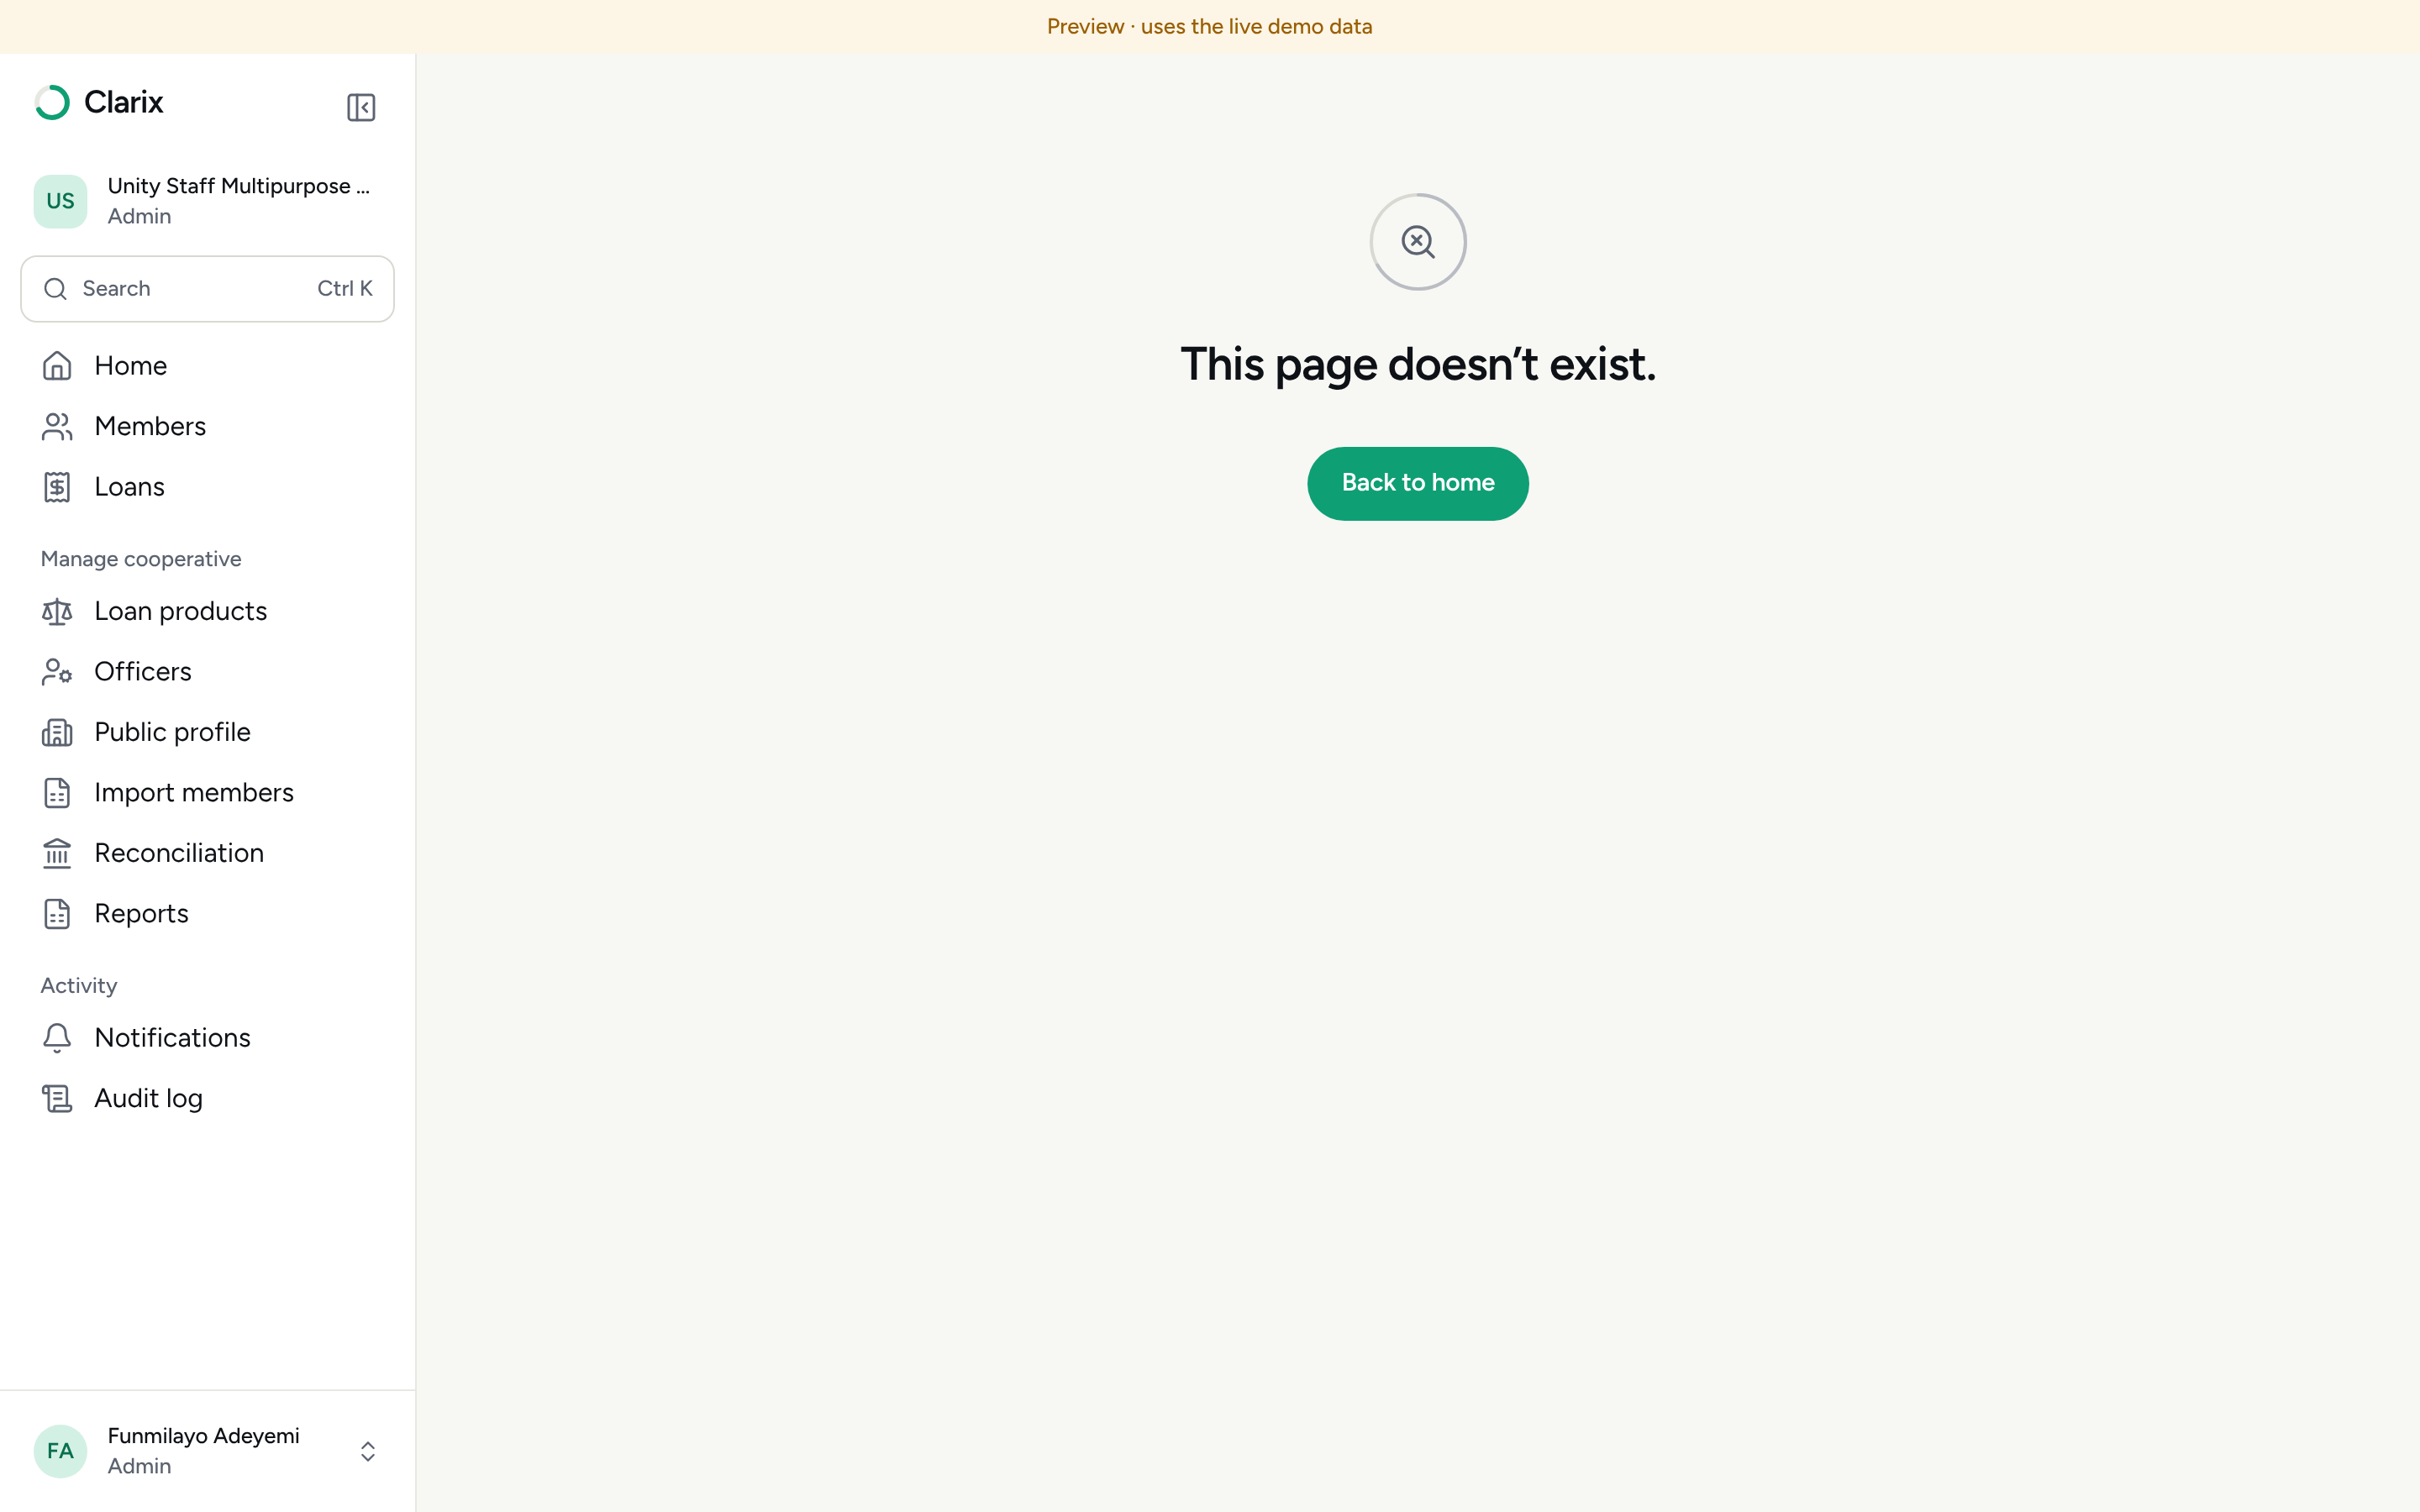 Preview · uses the live demo data
Clarix
US
Unity Staff Multipurpose ...
Admin
Search Ctrl K
Home
Members
Loans
Manage cooperative
Loan products
Officers
Public profile
Import members
Reconciliation
Reports
Activity
Notifications
Audit log
FA
Funmilayo Adeyemi
Admin
This page doesn’t exist.
Back to home